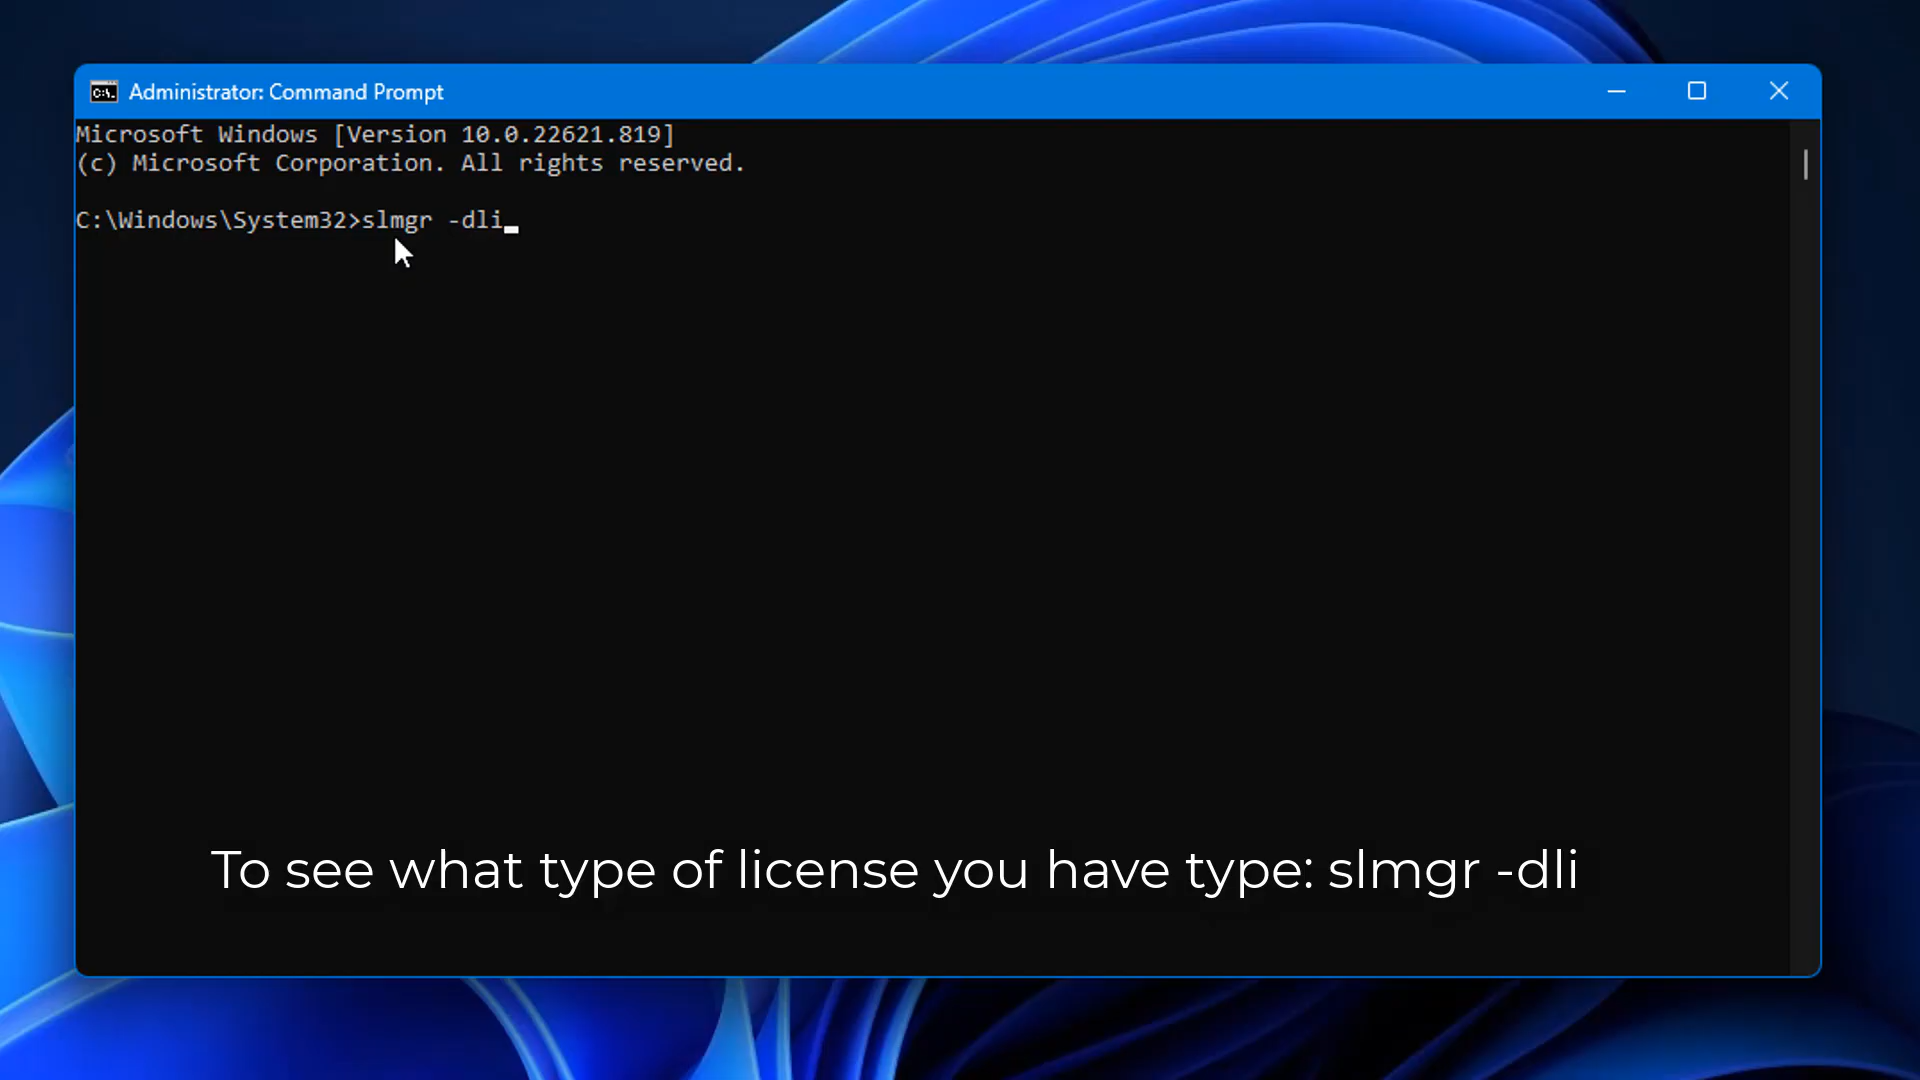 Administrator: Command Prompt
Microsoft Windows [Version 10.0.22621.819]
(c) Microsoft Corporation. All rights reserved.
C:\Windows\System32>slmgr -dli
To see what type of license you have type: slmgr -dli